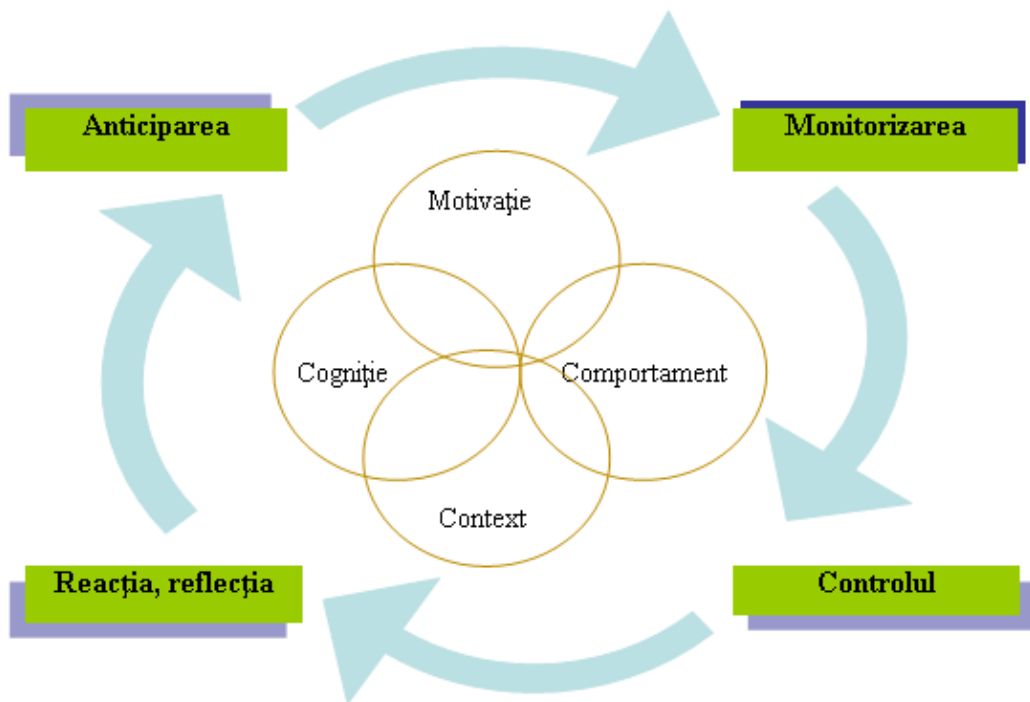 Anticiparea
Monitorizarea
Motivaţie
Cogniţie
Comportament
Context
Reacţia, reflecţia
Controlul